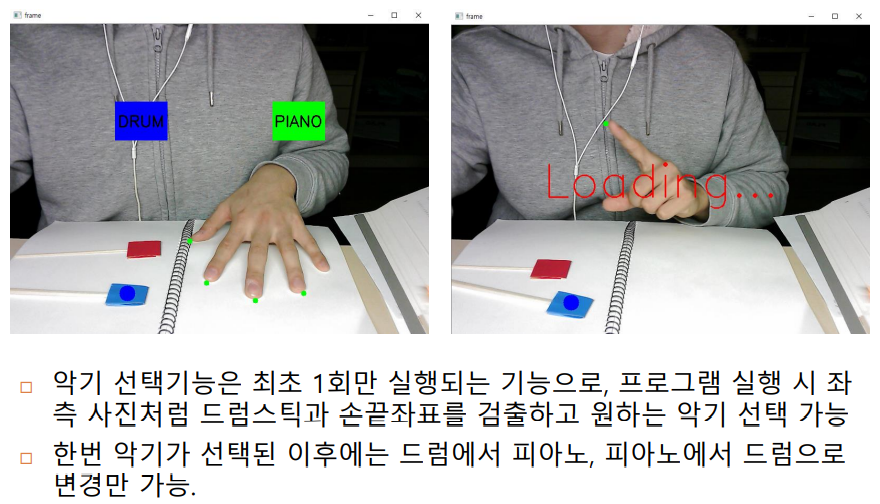 frame
frame
DRUM
PIANO
Loading...
악기 선택기능은 최초 1회만 실행되는 기능으로, 프로그램 실행 시 좌
측 사진처럼 드럼스틱과 손끝좌표를 검출하고 원하는 악기 선택 가능
한번 악기가 선택된 이후에는 드럼에서 피아노, 피아노에서 드럼으로
변경만 가능.